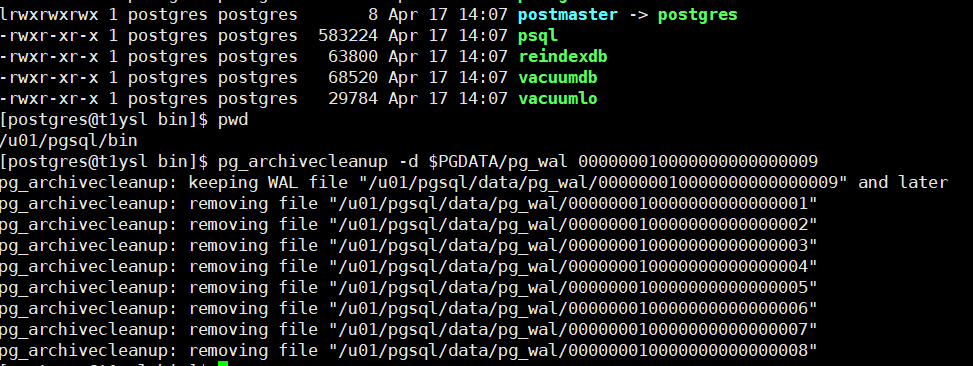 lrwxrwxrwx 1 postgres postgres       8 Apr 17 14:07 postmaster -> postgres
-rwxr-xr-x 1 postgres postgres  583224 Apr 17 14:07 psql
-rwxr-xr-x 1 postgres postgres   63800 Apr 17 14:07 reindexdb
-rwxr-xr-x 1 postgres postgres   68520 Apr 17 14:07 vacuumdb
-rwxr-xr-x 1 postgres postgres   29784 Apr 17 14:07 vacuumlo
[postgres@t1ysl bin]$ pwd
/u01/pgsql/bin
[postgres@t1ysl bin]$ pg_archivecleanup -d $PGDATA/pg_wal 000000010000000000000009
pg_archivecleanup: keeping WAL file "/u01/pgsql/data/pg_wal/000000010000000000000009" and later
pg_archivecleanup: removing file "/u01/pgsql/data/pg_wal/000000010000000000000001"
pg_archivecleanup: removing file "/u01/pgsql/data/pg_wal/000000010000000000000002"
pg_archivecleanup: removing file "/u01/pgsql/data/pg_wal/000000010000000000000003"
pg_archivecleanup: removing file "/u01/pgsql/data/pg_wal/000000010000000000000004"
pg_archivecleanup: removing file "/u01/pgsql/data/pg_wal/000000010000000000000005"
pg_archivecleanup: removing file "/u01/pgsql/data/pg_wal/000000010000000000000006"
pg_archivecleanup: removing file "/u01/pgsql/data/pg_wal/000000010000000000000007"
pg_archivecleanup: removing file "/u01/pgsql/data/pg_wal/000000010000000000000008"